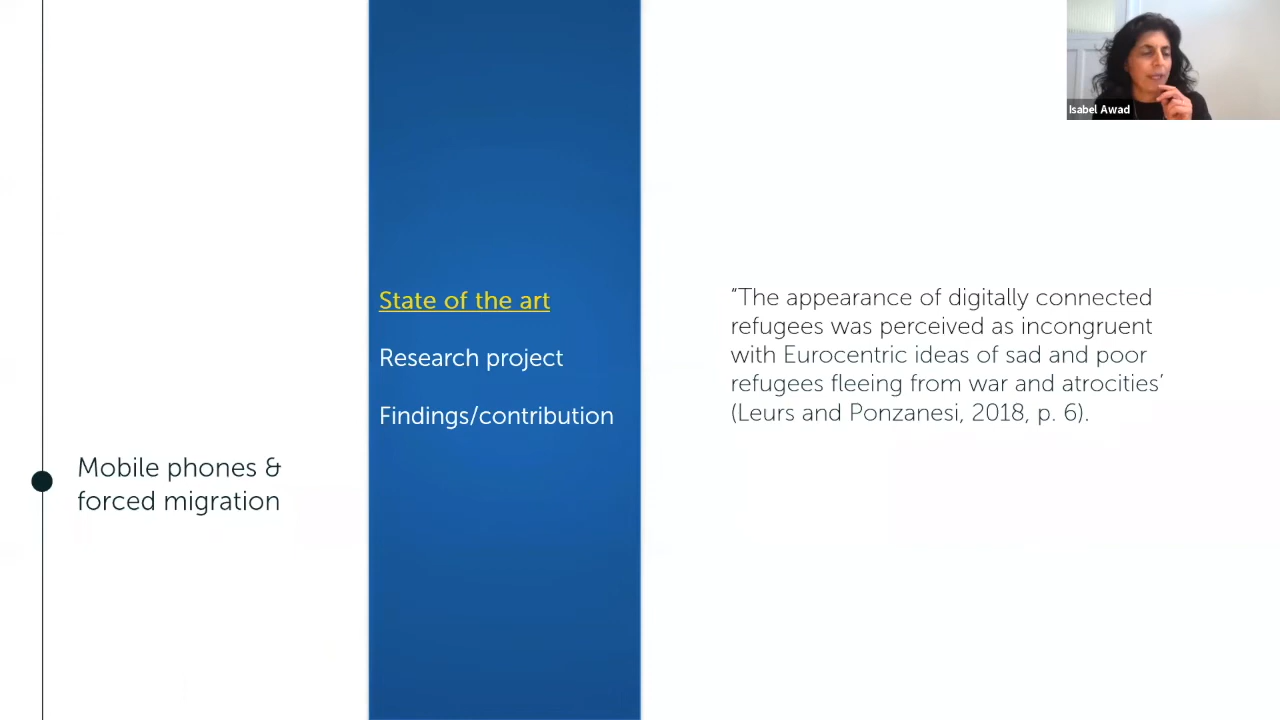 Isabel Awad
State of the art
Research project
Findings/contribution
Mobile phones &
forced migration
“The appearance of digitally connected
refugees was perceived as incongruent
with Eurocentric ideas of sad and poor
refugees fleeing from war and atrocities’
(Leurs and Ponzanesi, 2018, p. 6).